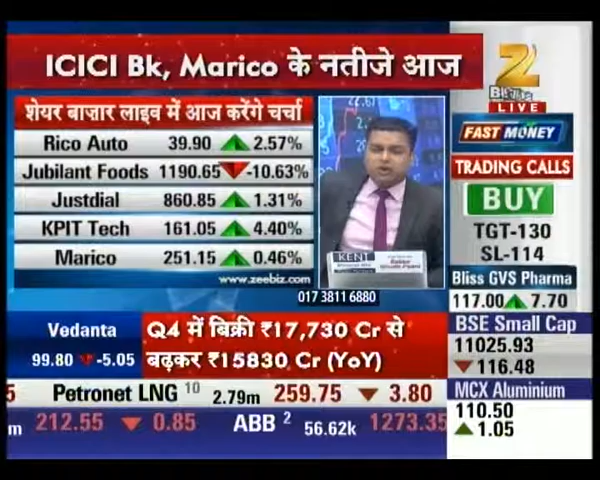 ICICI Bk, Marico के नतीजे आज
शेयर बाज़ार लाइव में आज करेंगे चर्चा
Rico Auto 39.90 2.57%
Jubilant Foods 1190.65 -10.63%
Justdial 860.85 1.31%
KPIT Tech 161.05 4.40%
Marico 251.15 0.46%
www.zeebiz.com
22.67
KENT
017 3811 6880
Z
LIVE
FAST MONEY
TRADING CALLS
BUY
TGT-130
SL-114
Bliss GVS Pharma
117.00 7.70
BSE Small Cap
11025.93
116.48
MCX Aluminium
110.50
1.05
Vedanta
99.80 -5.05
Q4 में बिक्री ₹17,730 Cr से
बढ़कर ₹15830 Cr (YoY)
5 Petronet LNG 10 2.79m 259.75 3.80
m 212.55 0.85 ABB 2 56.62k 1273.35